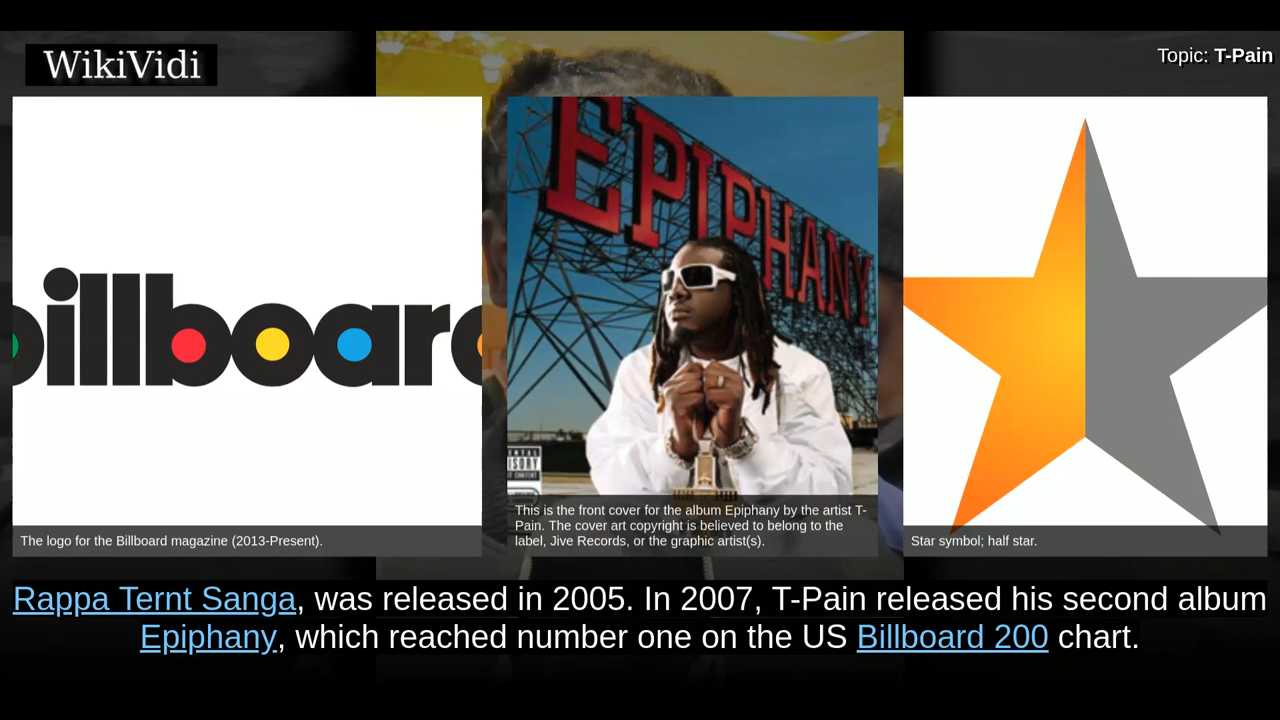 WikiVidi
Topic: T-Pain
billboard
EPIPHANY
The logo for the Billboard magazine (2013-Present).
This is the front cover for the album Epiphany by the artist T-
Pain. The cover art copyright is believed to belong to the
label, Jive Records, or the graphic artist(s).
Star symbol; half star.
Rappa Ternt Sanga, was released in 2005. In 2007, T-Pain released his second album
Epiphany, which reached number one on the US Billboard 200 chart.